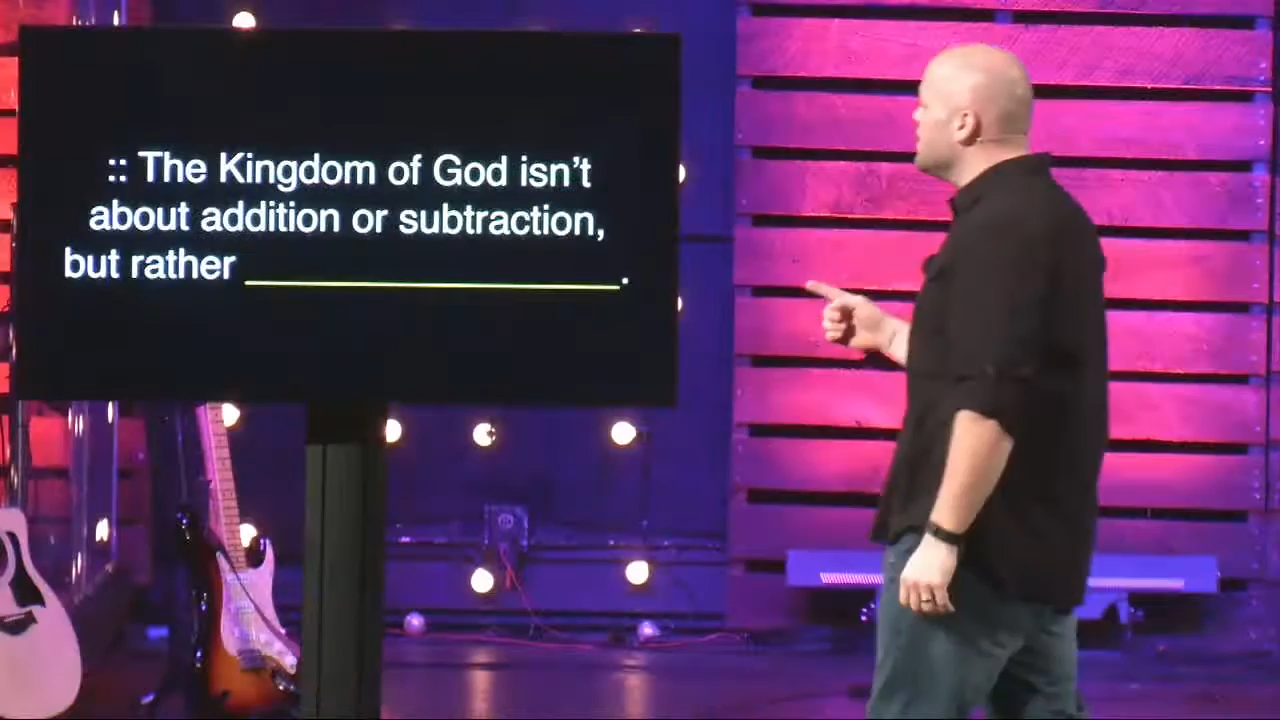 :: The Kingdom of God isn't
about addition or subtraction,
but rather ____________________.